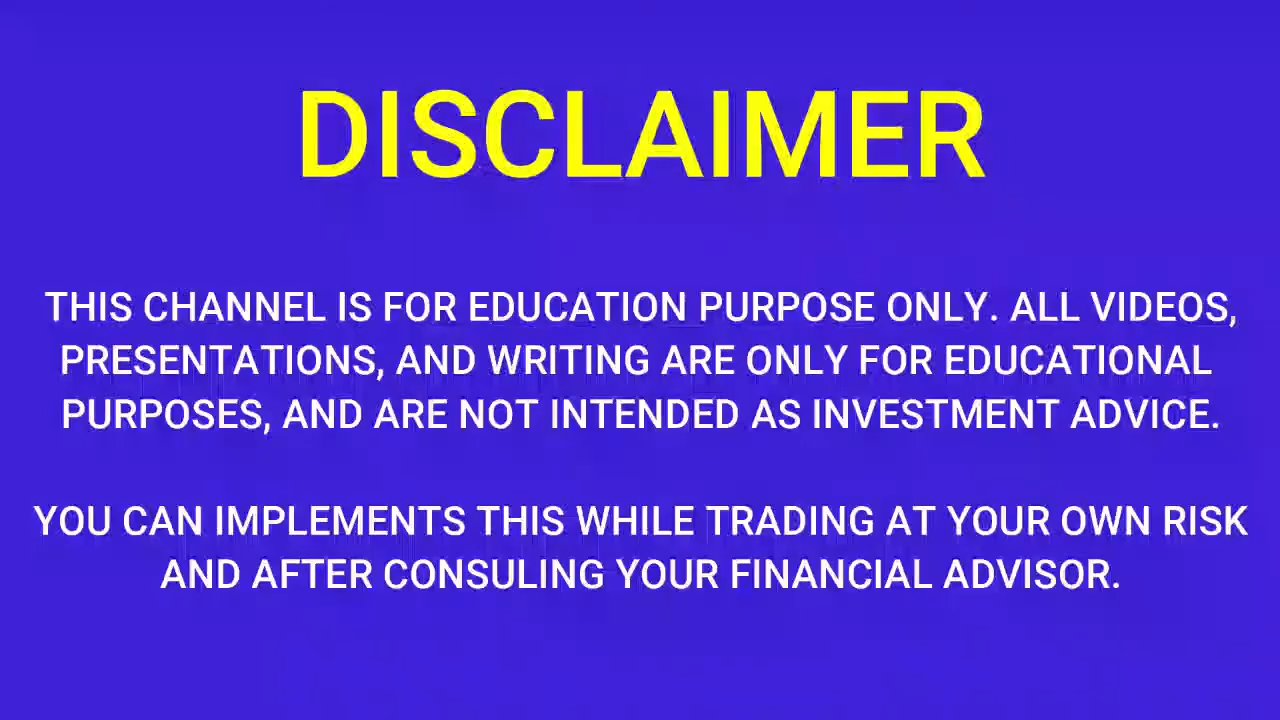 DISCLAIMER
THIS CHANNEL IS FOR EDUCATION PURPOSE ONLY. ALL VIDEOS,
PRESENTATIONS, AND WRITING ARE ONLY FOR EDUCATIONAL
PURPOSES, AND ARE NOT INTENDED AS INVESTMENT ADVICE.
YOU CAN IMPLEMENTS THIS WHILE TRADING AT YOUR OWN RISK
AND AFTER CONSULING YOUR FINANCIAL ADVISOR.